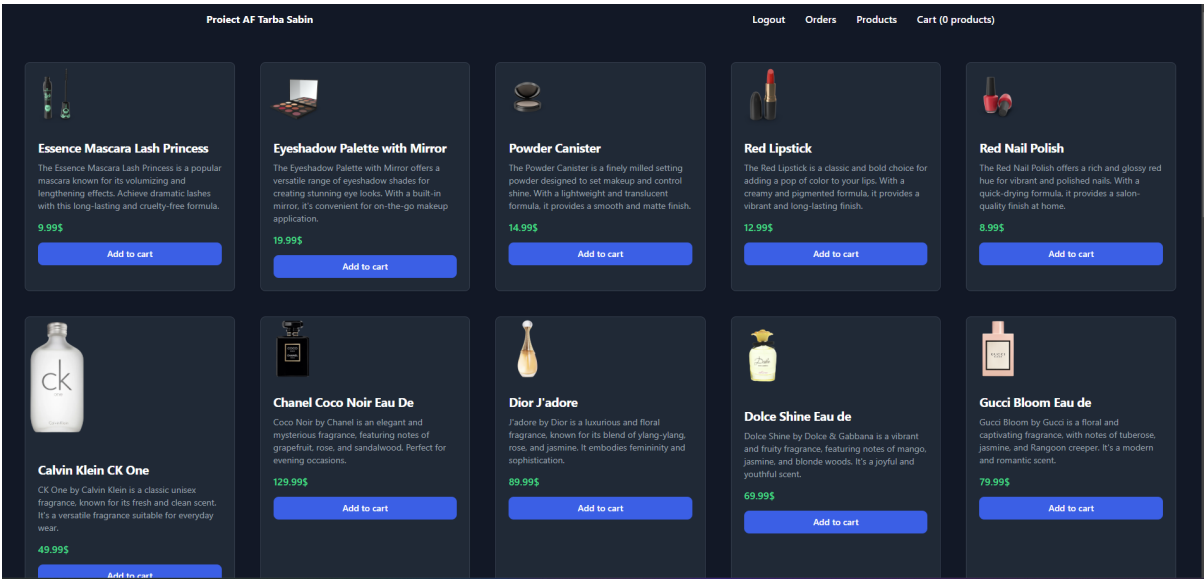 Proiect AF Tarba Sabin
Logout
Orders
Products
Cart (0 products)
Essence Mascara Lash Princess
The Essence Mascara Lash Princess is a popular
mascara known for its volumizing and
lengthening effects. Achieve dramatic lashes
with this long-lasting and cruelty-free formula.
9.99$
Add to cart
Eyeshadow Palette with Mirror
The Eyeshadow Palette with Mirror offers a
versatile range of eyeshadow shades for
creating stunning eye looks. With a built-in
mirror, it's convenient for on-the-go makeup
application.
19.99$
Add to cart
Powder Canister
The Powder Canister is a finely milled setting
powder designed to set makeup and control
shine. With a lightweight and translucent
formula, it provides a smooth and matte finish.
14.99$
Add to cart
Red Lipstick
The Red Lipstick is a classic and bold choice for
adding a pop of color to your lips. With a
creamy and pigmented formula, it provides a
vibrant and long-lasting finish.
12.99$
Add to cart
Red Nail Polish
The Red Nail Polish offers a rich and glossy red
hue for vibrant and polished nails. With a
quick-drying formula, it provides a salon-
quality finish at home.
8.99$
Add to cart
ck
Calvin Klein CK One
CK One by Calvin Klein is a classic unisex
fragrance, known for its fresh and clean scent.
It's a versatile fragrance suitable for everyday
wear.
49.99$
Add to cart
Chanel Coco Noir Eau De
Coco Noir by Chanel is an elegant and
mysterious fragrance, featuring notes of
grapefruit, rose, and sandalwood. Perfect for
evening occasions.
129.99$
Add to cart
Dior J'adore
J'adore by Dior is a luxurious and floral
fragrance, known for its blend of ylang-ylang,
rose, and jasmine. It embodies femininity and
sophistication.
89.99$
Add to cart
Dolce Shine Eau de
Dolce Shine by Dolce & Gabbana is a vibrant
and fruity fragrance, featuring notes of mango,
jasmine, and blonde woods. It's a joyful and
youthful scent.
69.99$
Add to cart
Gucci Bloom Eau de
Gucci Bloom by Gucci is a floral and
captivating fragrance, with notes of tuberose,
jasmine, and Rangoon creeper. It's a modern
and romantic scent.
79.99$
Add to cart